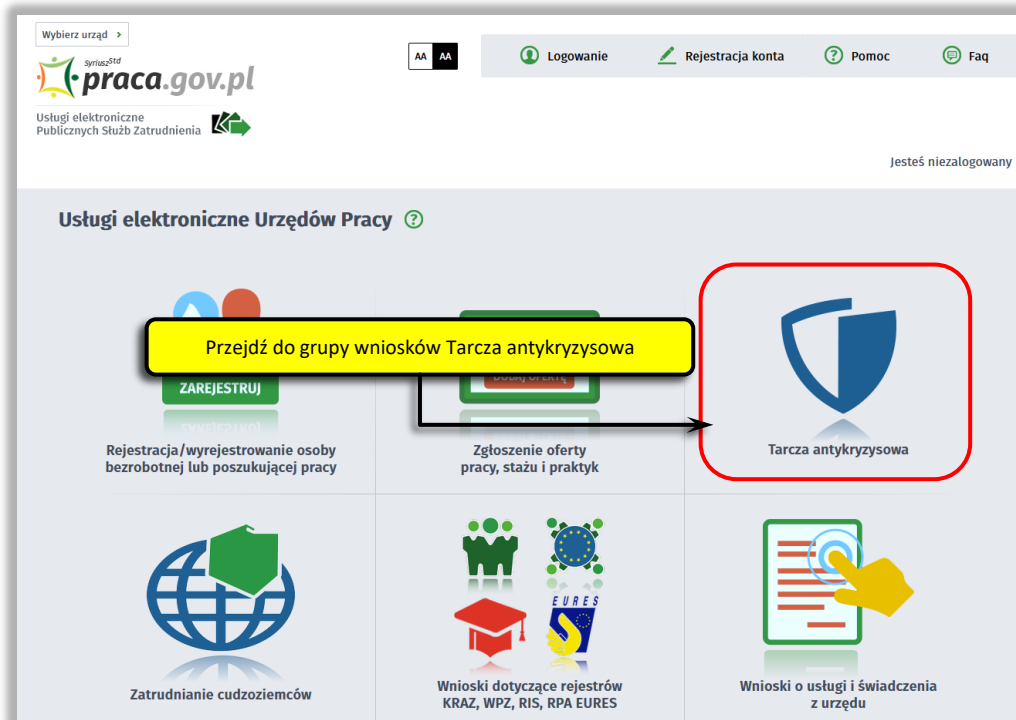 Wybierz urząd
AA AA
Logowanie
Rejestracja konta
Pomoc
Faq
SyriuszStd
praca.gov.pl
Usługi elektroniczne
Publicznych Służb Zatrudnienia
Jesteś niezalogowany
Usługi elektroniczne Urzędów Pracy
Przejdź do grupy wniosków Tarcza antykryzysowa
ZAREJESTRUJ
DODAJ OFERTĘ
Rejestracja/wyrejestrowanie osoby
bezrobotnej lub poszukującej pracy
Zgłoszenie oferty
pracy, stażu i praktyk
Tarcza antykryzysowa
EURES
Zatrudnianie cudzoziemców
Wnioski dotyczące rejestrów
KRAZ, WPZ, RIS, RPA EURES
Wnioski o usługi i świadczenia
z urzędu